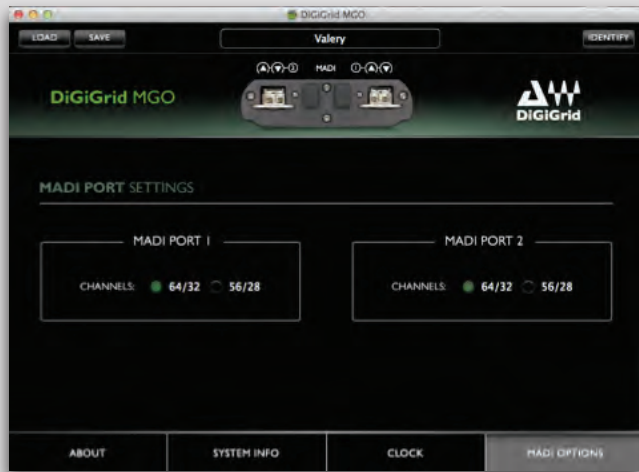 DiGiGrid MGO
LOAD SAVE Valery IDENTIFY
MADI
DiGiGrid MGO
DiGiGrid
MADI PORT SETTINGS
MADI PORT 1 MADI PORT 2
CHANNELS: 64/32 56/28 CHANNELS: 64/32 56/28
ABOUT SYSTEM INFO CLOCK MADI OPTIONS